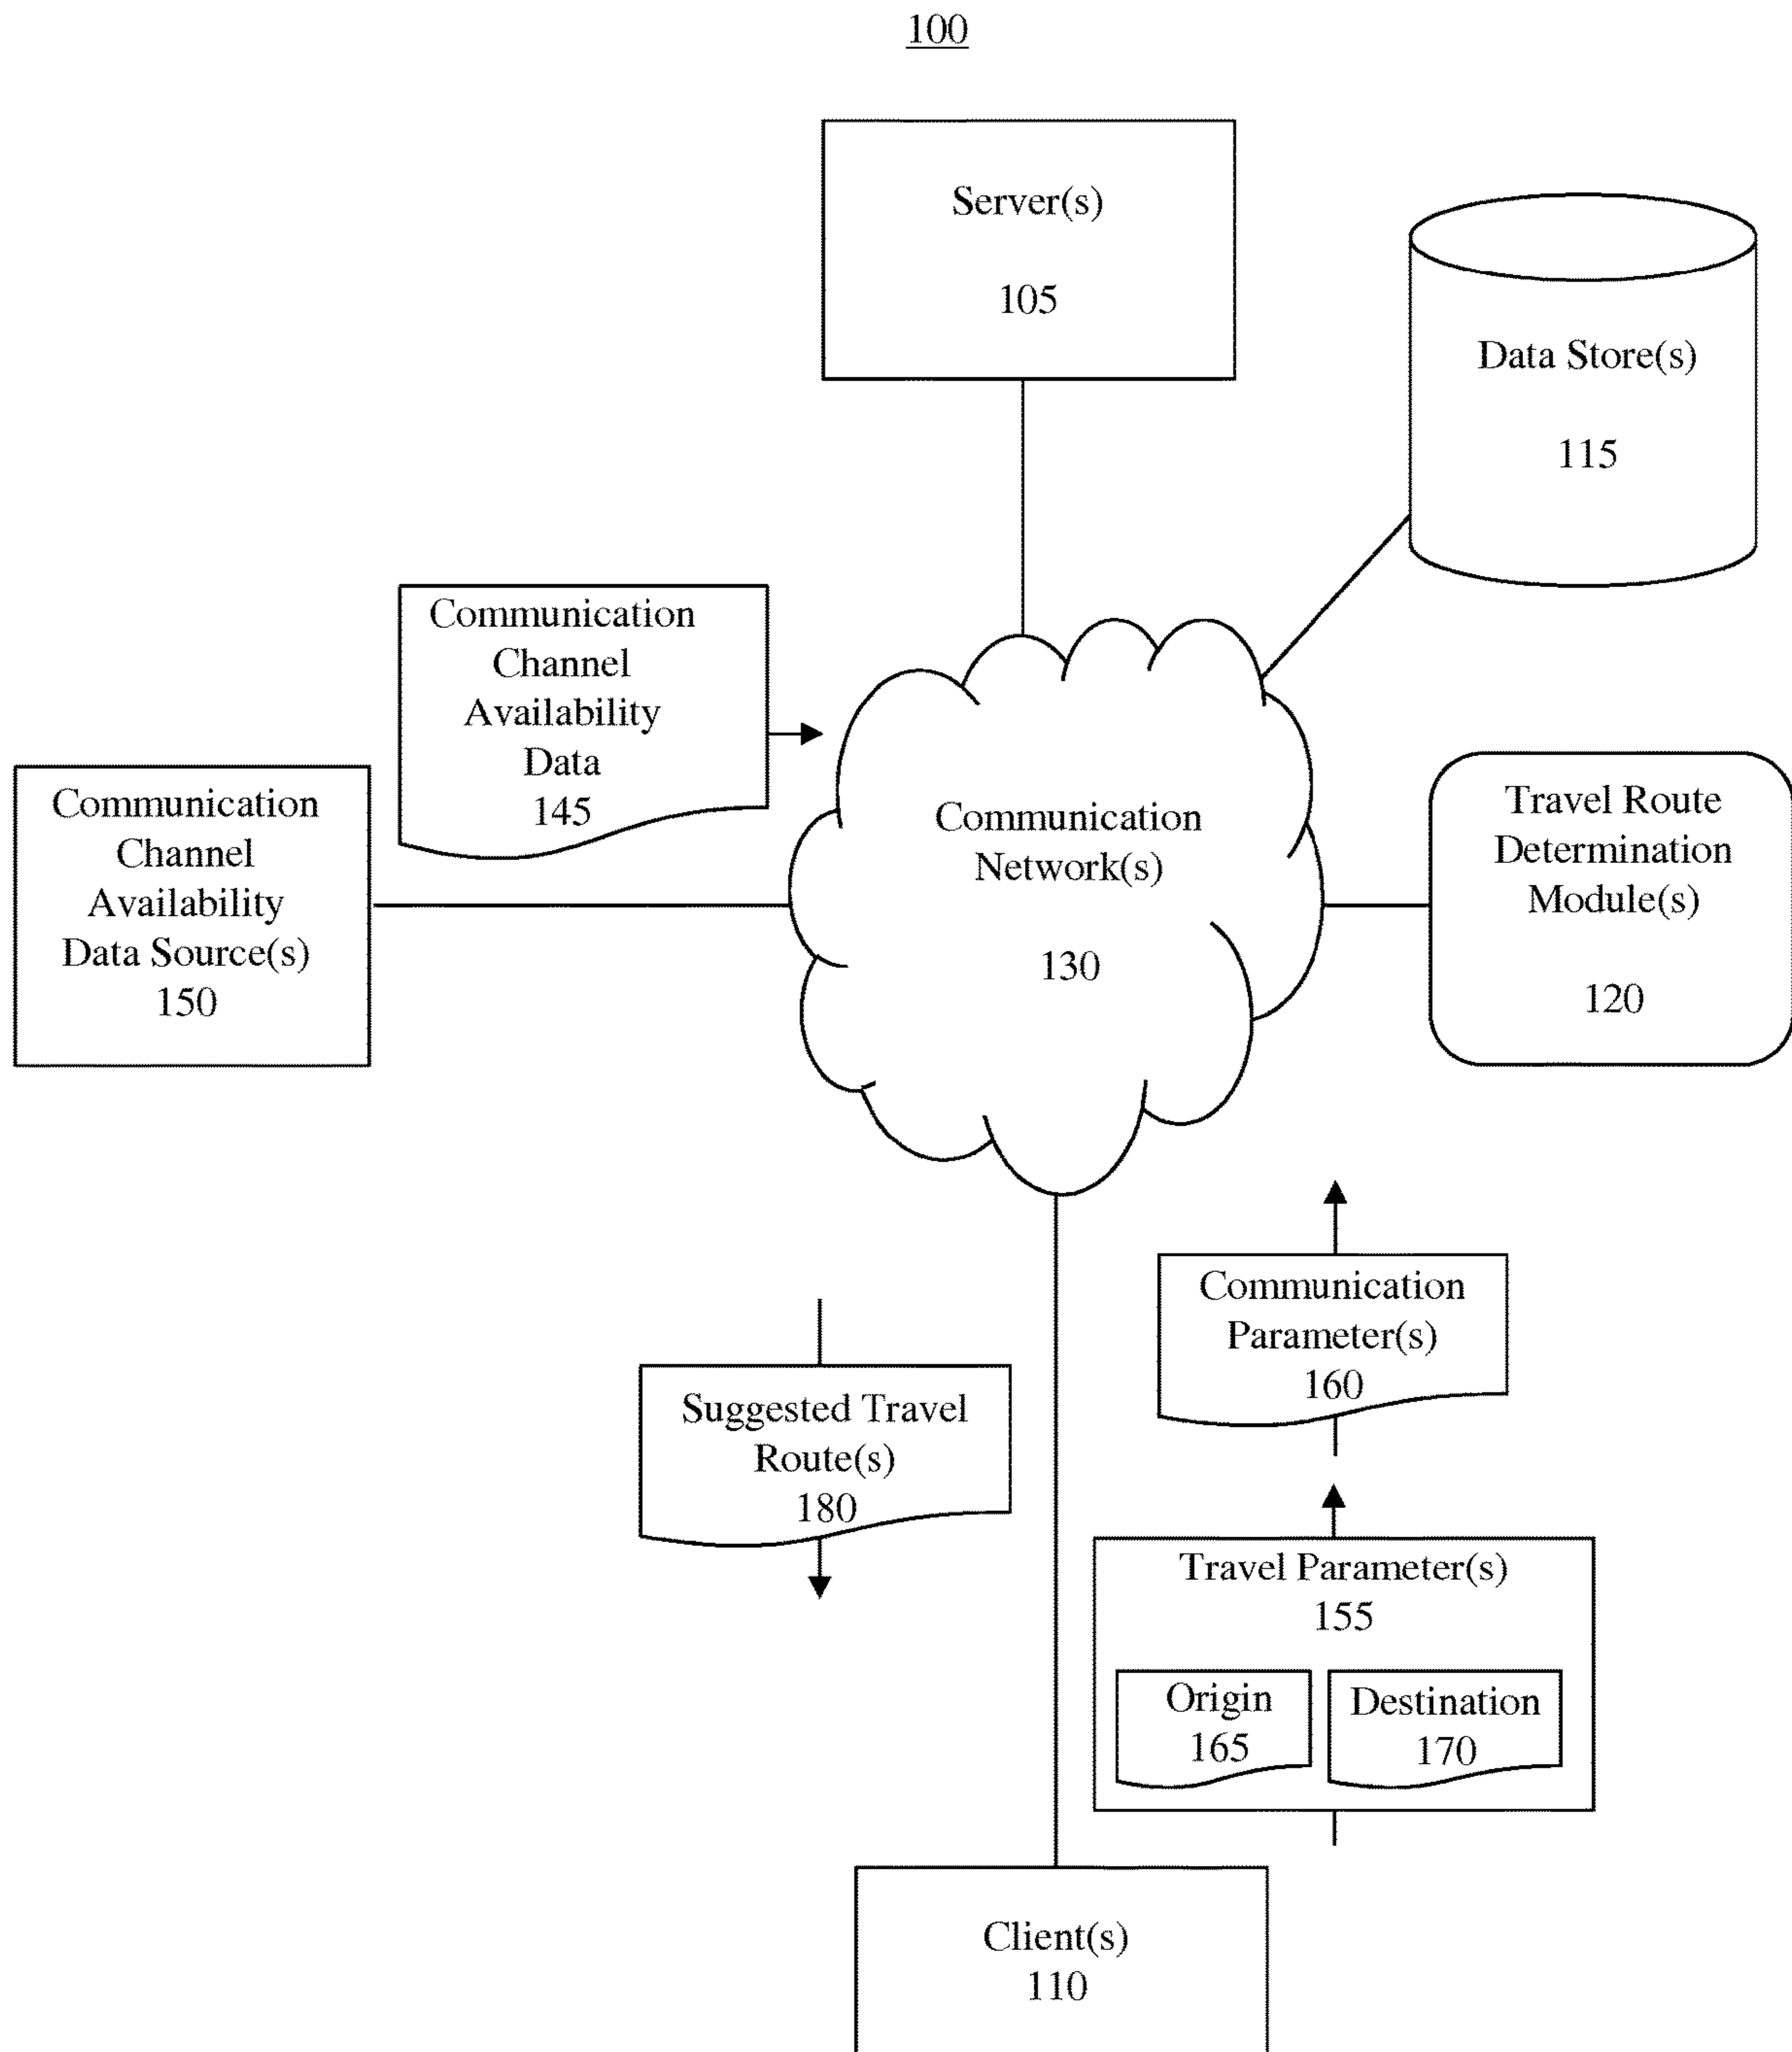 100
Server(s)
105
Data Store(s)
115
Communication
Channel
Availability
Data
145
Communication
Channel
Availability
Data Source(s)
150
Communication
Network(s)
130
Travel Route
Determination
Module(s)
120
Communication
Parameter(s)
160
Suggested Travel
Route(s)
180
Travel Parameter(s)
155
Origin
165
Destination
170
Client(s)
110